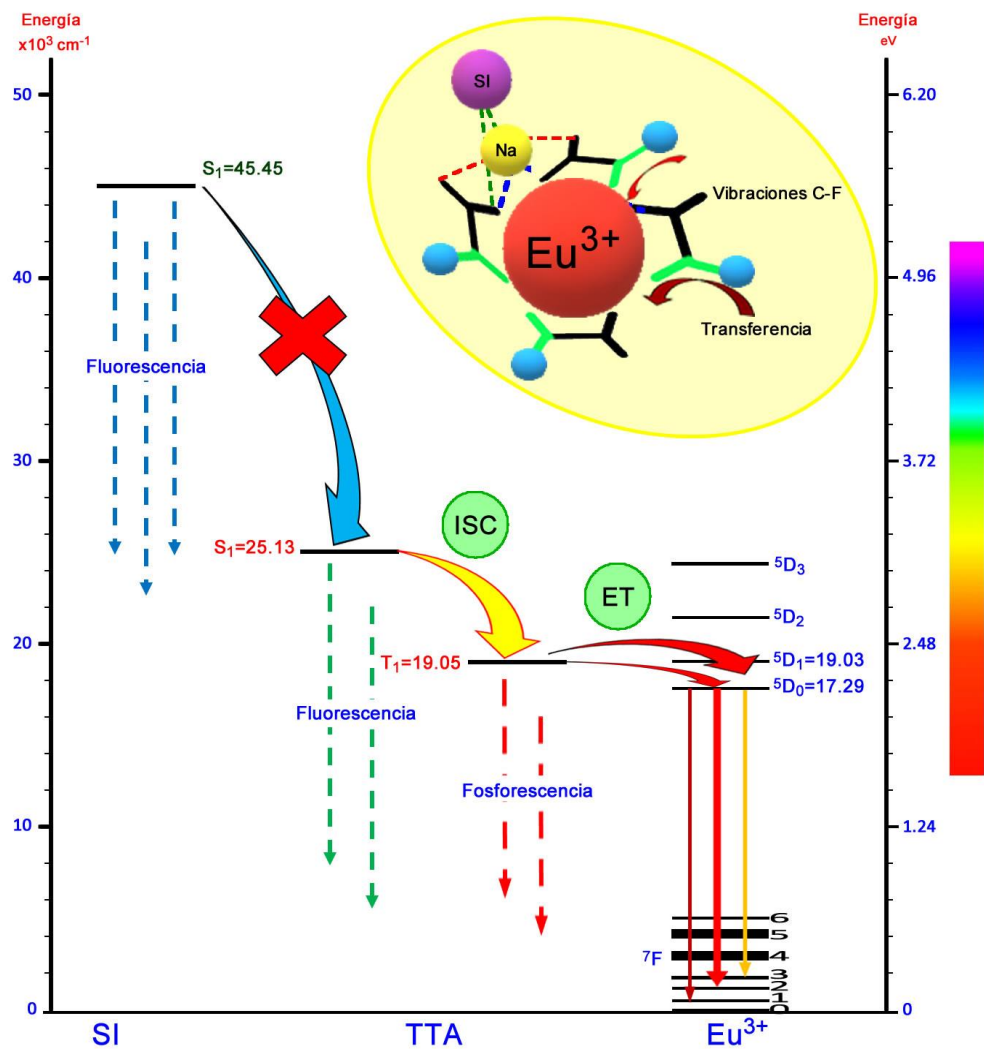 Energía
x10³ cm⁻¹
Energía
eV
50
40
30
20
10
0
6.20
4.96
3.72
2.48
1.24
0
SI
Na
Eu³⁺
Vibraciones C-F
Transferencia
S₁=45.45
Fluorescencia
S₁=25.13
ISC
Fluorescencia
T₁=19.05
ET
Fosforescencia
⁵D₃
⁵D₂
⁵D₁=19.03
⁵D₀=17.29
⁷F
6
5
4
3
2
1
0
SI
TTA
Eu³⁺